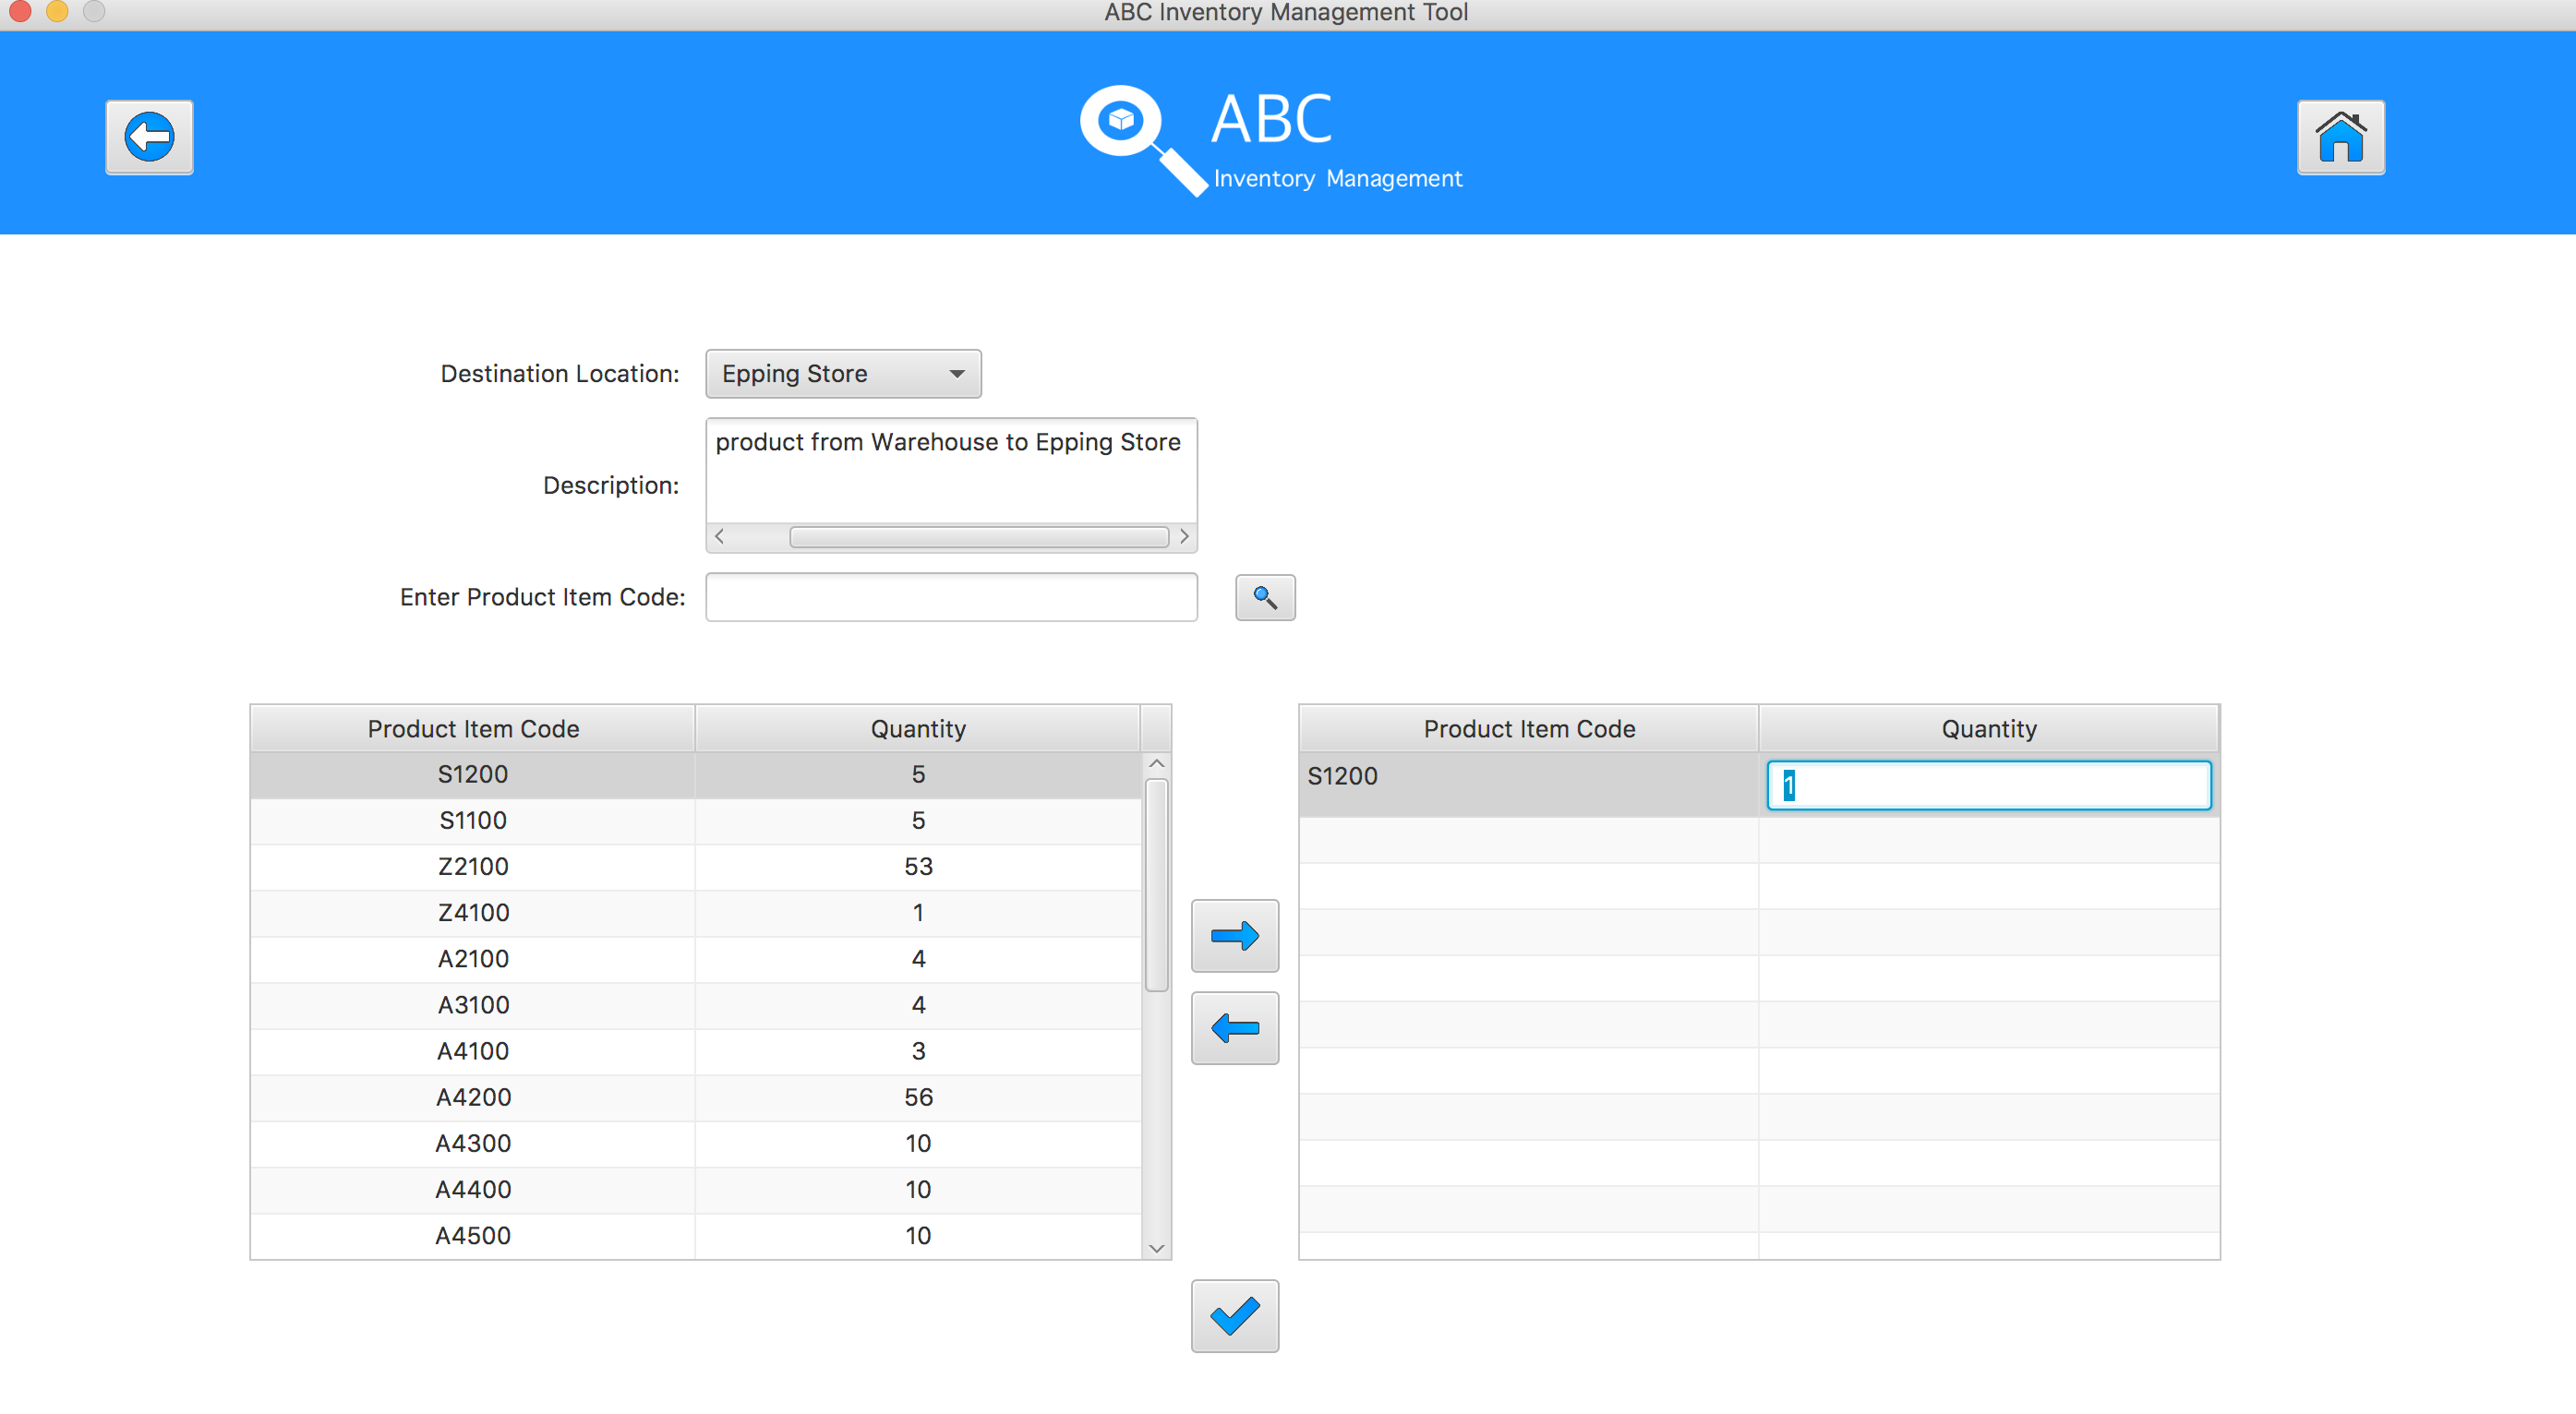 ABC Inventory Management Tool
ABC
Inventory Management
Destination Location: Epping Store
product from Warehouse to Epping Store
Description:
Enter Product Item Code:
Product Item Code Quantity
S1200 5
S1100 5
Z2100 53
Z4100 1
A2100 4
A3100 4
A4100 3
A4200 56
A4300 10
A4400 10
A4500 10
Product Item Code Quantity
S1200 1